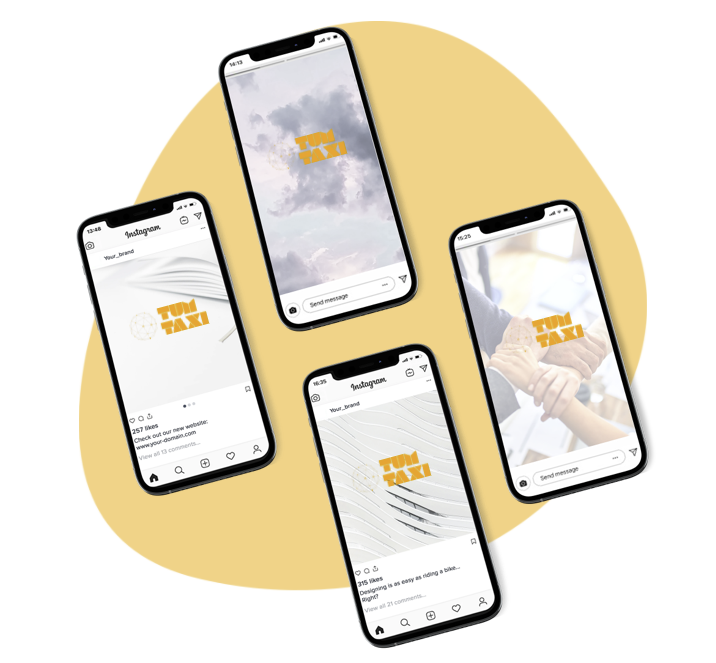 14:13
TUM
TAXI
Send message
13:48
Instagram
Your_brand
TUM
TAXI
257 likes
Check out our new website:
www.your-domain.com
View all 13 comments...
15:25
TUM
TAXI
Send message
16:35
Instagram
Your_brand
TUM
TAXI
315 likes
Designing is as easy as riding a bike...
Right?
View all 21 comments...